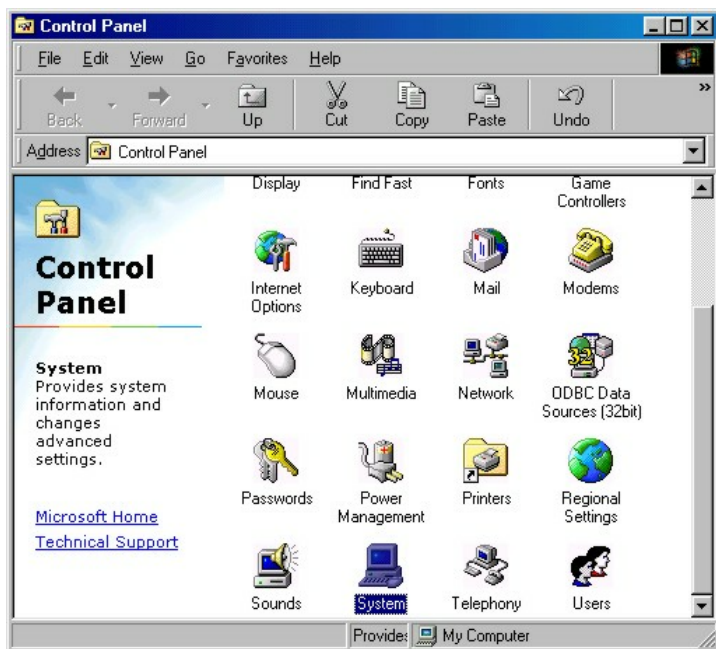 Control Panel
File Edit View Go Favorites Help
»
Back Forward Up Cut Copy Paste Undo
Address Control Panel
Control
Panel
System
Provides system
information and
changes
advanced
settings.
Microsoft Home
Technical Support
Display Find Fast Fonts Game
Controllers
Internet
Options
Keyboard
Mail
Modems
Mouse
Multimedia
Network
32
ODBC Data
Sources (32bit)
Passwords
Power
Management
Printers
Regional
Settings
Sounds
System
Telephony
Users
Provides My Computer